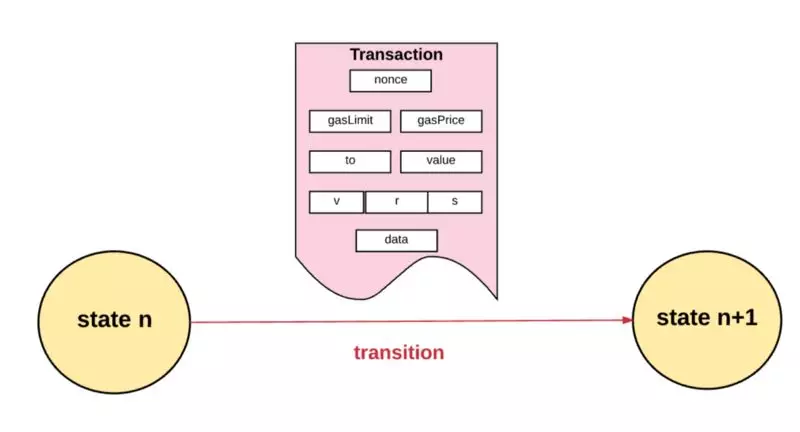 Transaction
nonce
gasLimit gasPrice
to value
v r s
data
state n state n+1
transition